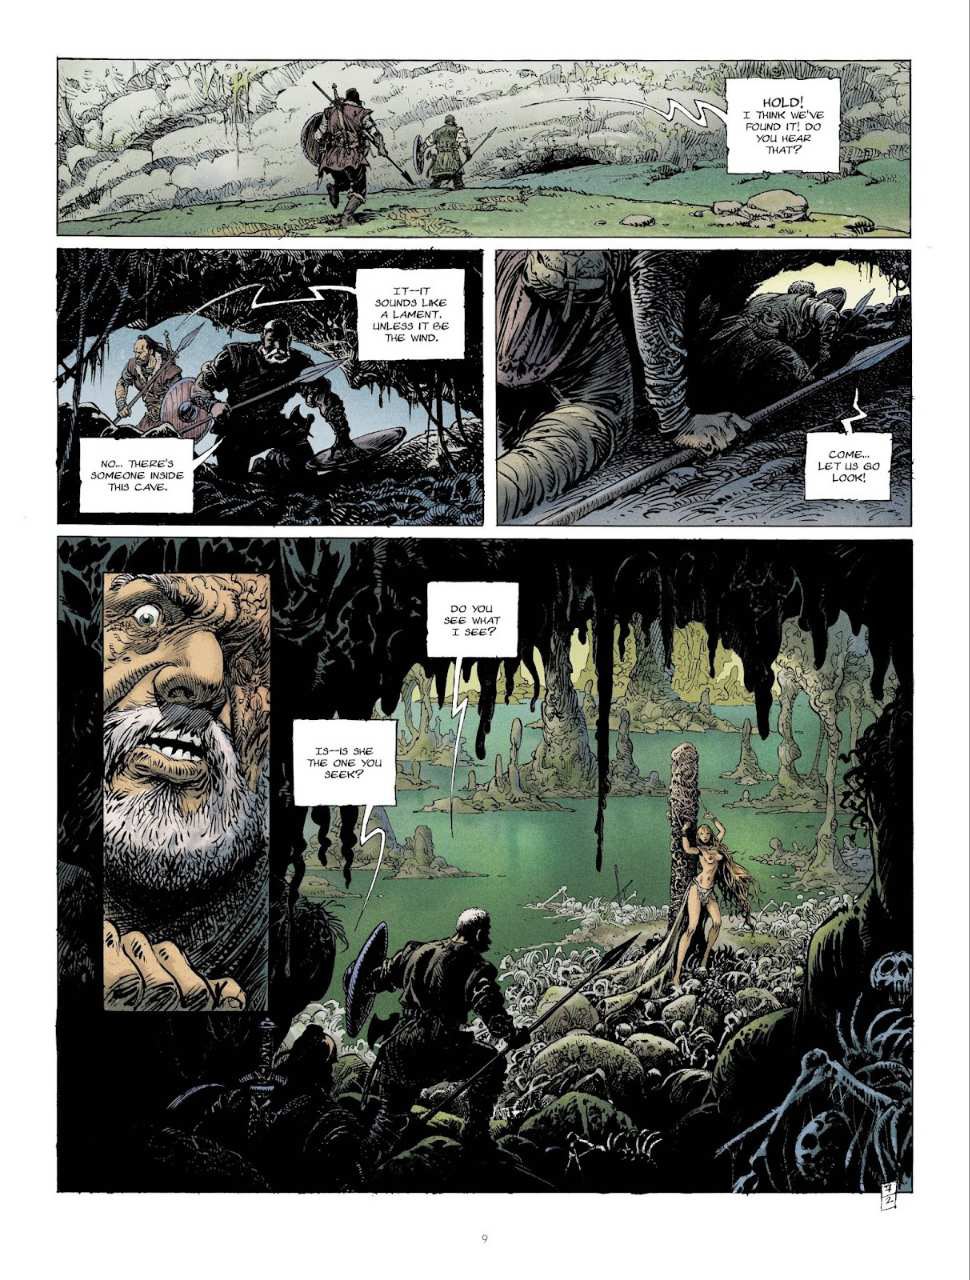 HOLD!
I THINK WE'VE
FOUND IT! DO
YOU HEAR
THAT?
IT--IT
SOUNDS LIKE
A LAMENT.
UNLESS IT BE
THE WIND.
NO... THERE'S
SOMEONE INSIDE
THIS CAVE.
COME...
LET US GO
LOOK!
DO YOU
SEE WHAT
I SEE?
IS--IS SHE
THE ONE YOU
SEEK?
7
2
9